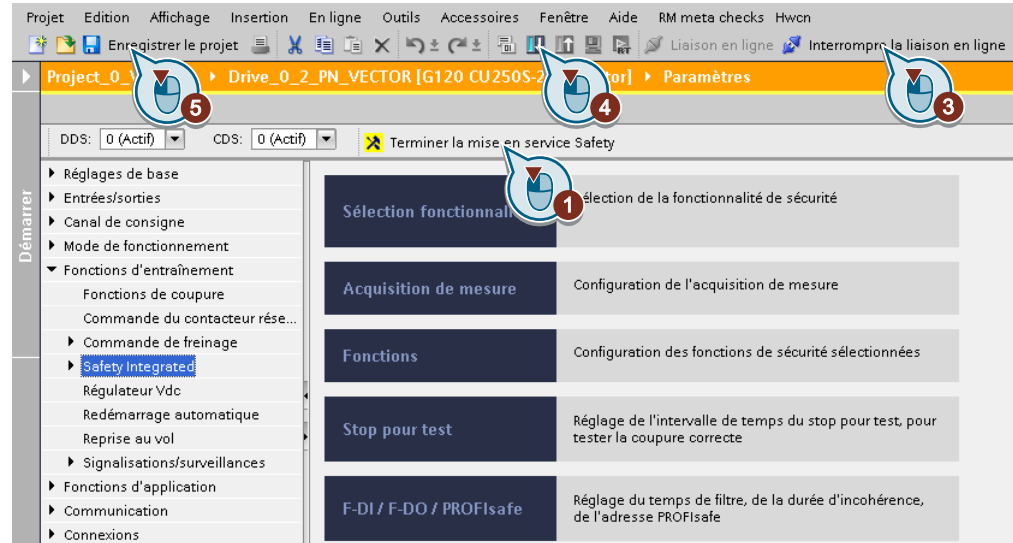 Projet Edition Affichage Insertion En ligne Outils Accessoires Fenêtre Aide RM meta checks Hwcn
Enregistrer le projet Liaison en ligne Interrompre la liaison en ligne
Project_0_ Drive_0_2_PN_VECTOR [G120 CU250S-2 Paramètres
5
4
3
DDS: 0 (Actif) CDS: 0 (Actif) Terminer la mise en service Safety
1
Démarrer
Réglages de base
Entrées/sorties
Canal de consigne
Mode de fonctionnement
Fonctions d'entraînement
Fonctions de coupure
Commande du contacteur rése...
Commande de freinage
Safety Integrated
Régulateur Vdc
Redémarrage automatique
Reprise au vol
Signalisations/surveillances
Fonctions d'application
Communication
Connexions
Sélection fonctionnal
Sélection de la fonctionnalité de sécurité
Acquisition de mesure
Configuration de l'acquisition de mesure
Fonctions
Configuration des fonctions de sécurité sélectionnées
Stop pour test
Réglage de l'intervalle de temps du stop pour test, pour
tester la coupure correcte
F-DI / F-DO / PROFIsafe
Réglage du temps de filtre, de la durée d'incohérence,
de l'adresse PROFIsafe